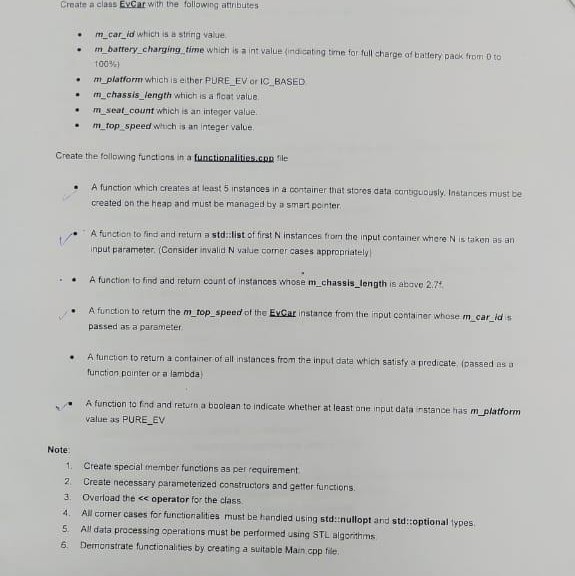 Create a class EvCar with the following attributes
• m_car_id which is a string value.
• m_battery_charging_time which is a int value (indicating time for full charge of battery pack from 0 to
100%)
• m_platform which is either PURE_EV or IC_BASED
• m_chassis_length which is a float value.
• m_seat_count which is an integer value.
• m_top_speed which is an integer value.
Create the following functions in a functionalities.cpp file
• A function which creates at least 5 instances in a container that stores data contiguously. Instances must be
created on the heap and must be managed by a smart pointer.
• A function to find and return a std::list of first N instances from the input container where N is taken as an
input parameter. (Consider invalid N value corner cases appropriately)
• A function to find and return count of instances whose m_chassis_length is above 2.7f.
• A function to return the m_top_speed of the EvCar instance from the input container whose m_car_id is
passed as a parameter.
• A function to return a container of all instances from the input data which satisfy a predicate. (passed as a
function pointer or a lambda)
• A function to find and return a boolean to indicate whether at least one input data instance has m_platform
value as PURE_EV
Note:
1. Create special member functions as per requirement.
2. Create necessary parameterized constructors and getter functions.
3. Overload the << operator for the class.
4. All corner cases for functionalities must be handled using std::nullopt and std::optional types.
5. All data processing operations must be performed using STL algorithms.
6. Demonstrate functionalities by creating a suitable Main.cpp file.